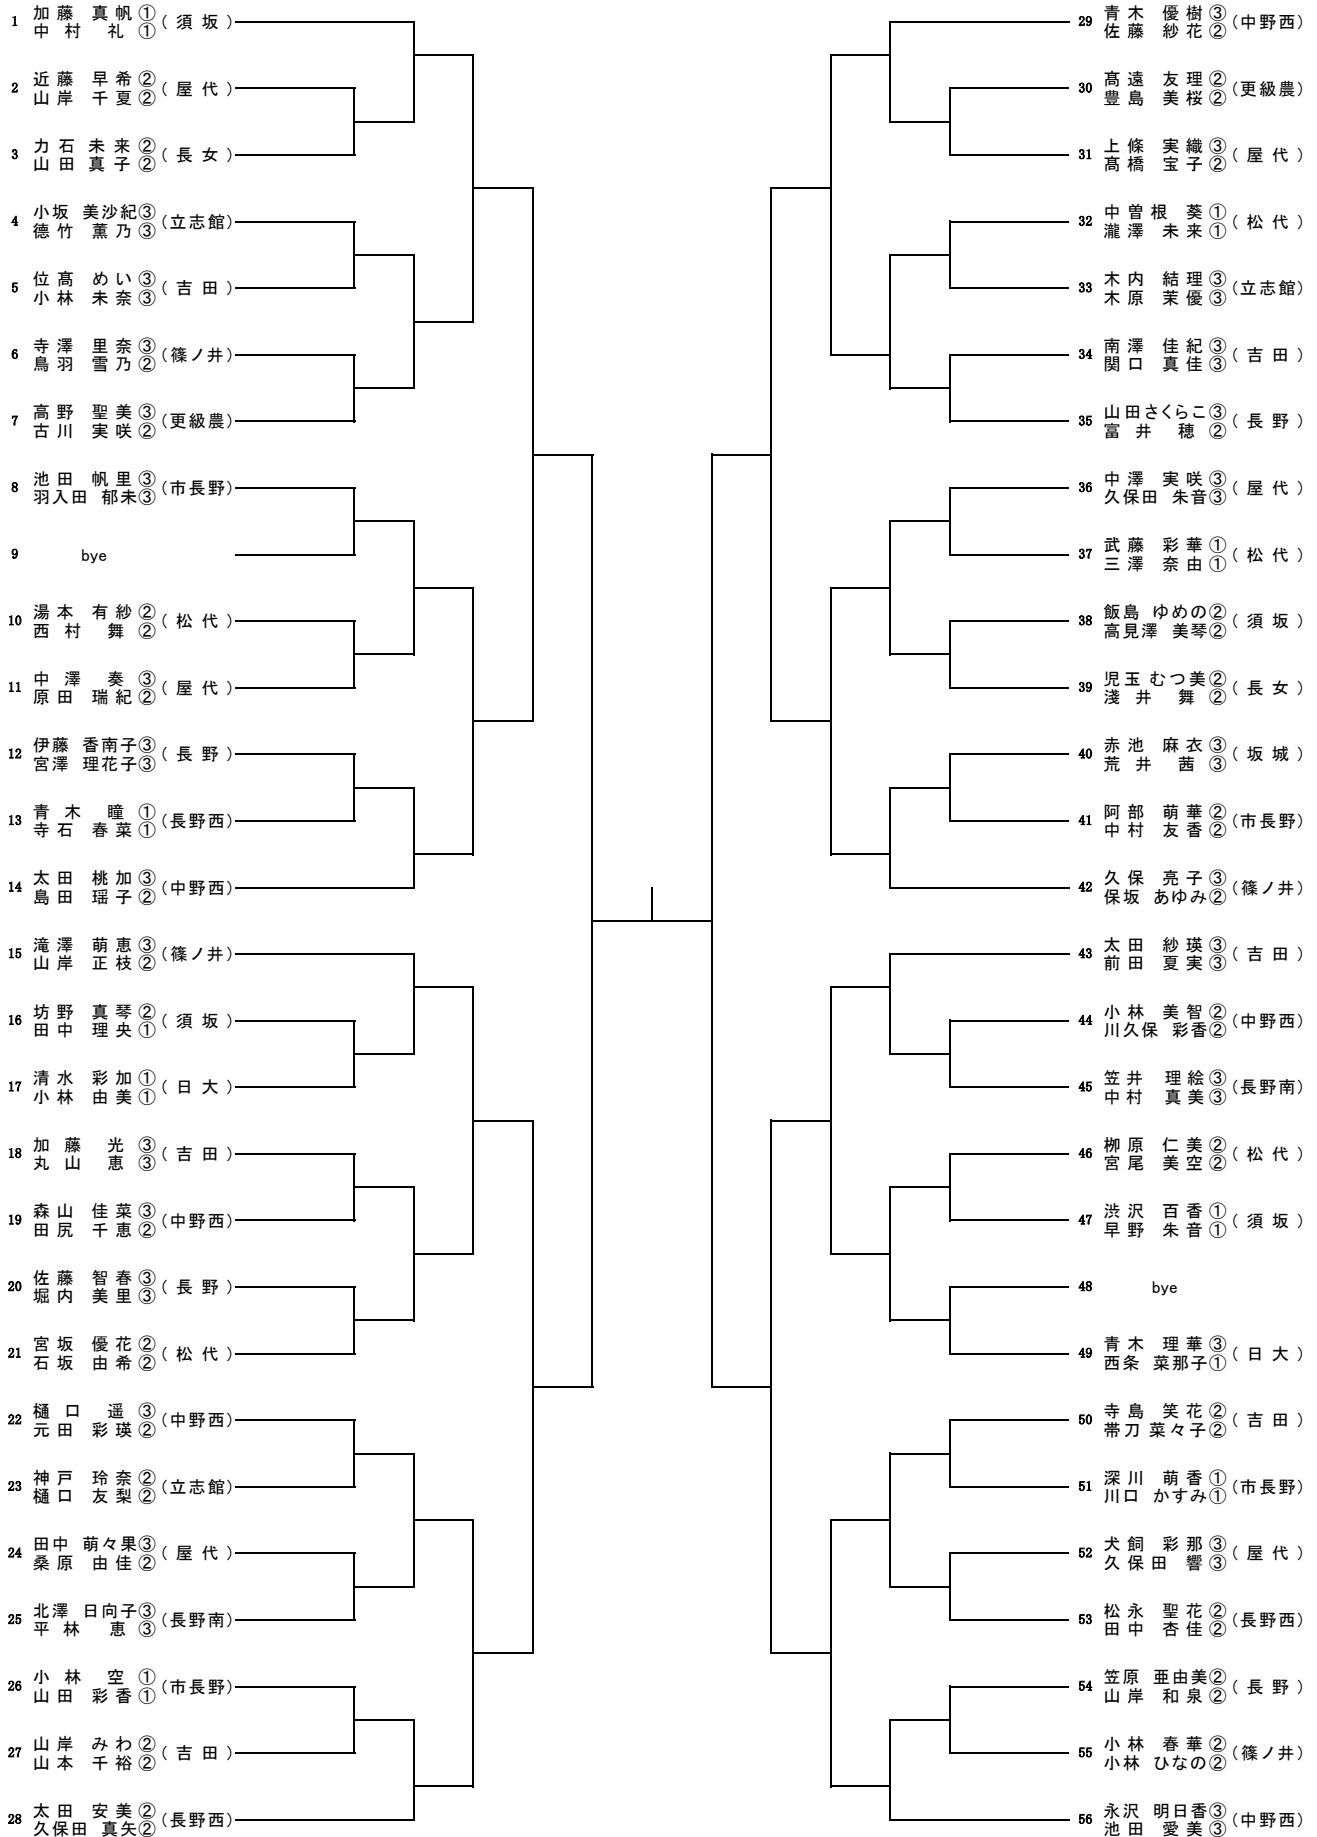 1 加藤 真帆① (須坂)
中村 礼①
2 近藤 早希② (屋代)
山岸 千夏②
3 力石 未来② (長女)
山田 真子②
4 小坂 美沙紀③ (立志館)
德竹 薫乃③
5 位髙 めい③ (吉田)
小林 未奈③
6 寺澤 里奈③ (篠ノ井)
鳥羽 雪乃②
7 高野 聖美③ (更級農)
古川 実咲②
8 池田 帆里③ (市長野)
羽入田 郁未③
9 bye
10 湯本 有紗② (松代)
西村 舞②
11 中澤 奏③ (屋代)
原田 瑞紀②
12 伊藤 香南子③ (長野)
宮澤 理花子③
13 青木 瞳① (長野西)
寺石 春菜①
14 太田 桃加③ (中野西)
島田 瑶子②
15 滝澤 萌恵③ (篠ノ井)
山岸 正枝②
16 坊野 真琴② (須坂)
田中 理央①
17 清水 彩加① (日大)
小林 由美①
18 加藤 光③ (吉田)
丸山 恵③
19 森山 佳菜③ (中野西)
田尻 千恵②
20 佐藤 智春③ (長野)
堀内 美里③
21 宮坂 優花② (松代)
石坂 由希②
22 樋口 遥③ (中野西)
元田 彩瑛②
23 神戸 玲奈② (立志館)
樋口 友梨②
24 田中 萌々果③ (屋代)
桑原 由佳②
25 北澤 日向子③ (長野南)
平林 恵③
26 小林 空① (市長野)
山田 彩香①
27 山岸 みわ② (吉田)
山本 千裕②
28 太田 安美② (長野西)
久保田 真矢②
29 青木 優樹③ (中野西)
佐藤 紗花②
30 髙遠 友理② (更級農)
豊島 美桜②
31 上條 実織③ (屋代)
髙橋 宝子②
32 中曽根 葵① (松代)
瀧澤 未来①
33 木内 結理③ (立志館)
木原 茉優③
34 南澤 佳紀③ (吉田)
関口 真佳③
35 山田さくらこ③ (長野)
富井 穂②
36 中澤 実咲③ (屋代)
久保田 朱音③
37 武藤 彩華① (松代)
三澤 奈由①
38 飯島 ゆめの② (須坂)
高見澤 美琴②
39 児玉 むつ美② (長女)
淺井 舞②
40 赤池 麻衣③ (坂城)
荒井 茜③
41 阿部 萌華② (市長野)
中村 友香②
42 久保 亮子③ (篠ノ井)
保坂 あゆみ②
43 太田 紗瑛③ (吉田)
前田 夏実③
44 小林 美智② (中野西)
川久保 彩香②
45 笠井 理絵③ (長野南)
中村 真美③
46 栁原 仁美② (松代)
宮尾 美空②
47 渋沢 百香① (須坂)
早野 朱音①
48 bye
49 青木 理華③ (日大)
西条 菜那子①
50 寺島 笑花② (吉田)
帯刀 菜々子②
51 深川 萌香① (市長野)
川口 かすみ①
52 犬飼 彩那③ (屋代)
久保田 響③
53 松永 聖花② (長野西)
田中 杏佳②
54 笠原 亜由美② (長野)
山岸 和泉②
55 小林 春華② (篠ノ井)
小林 ひなの②
56 永沢 明日香③ (中野西)
池田 愛美③